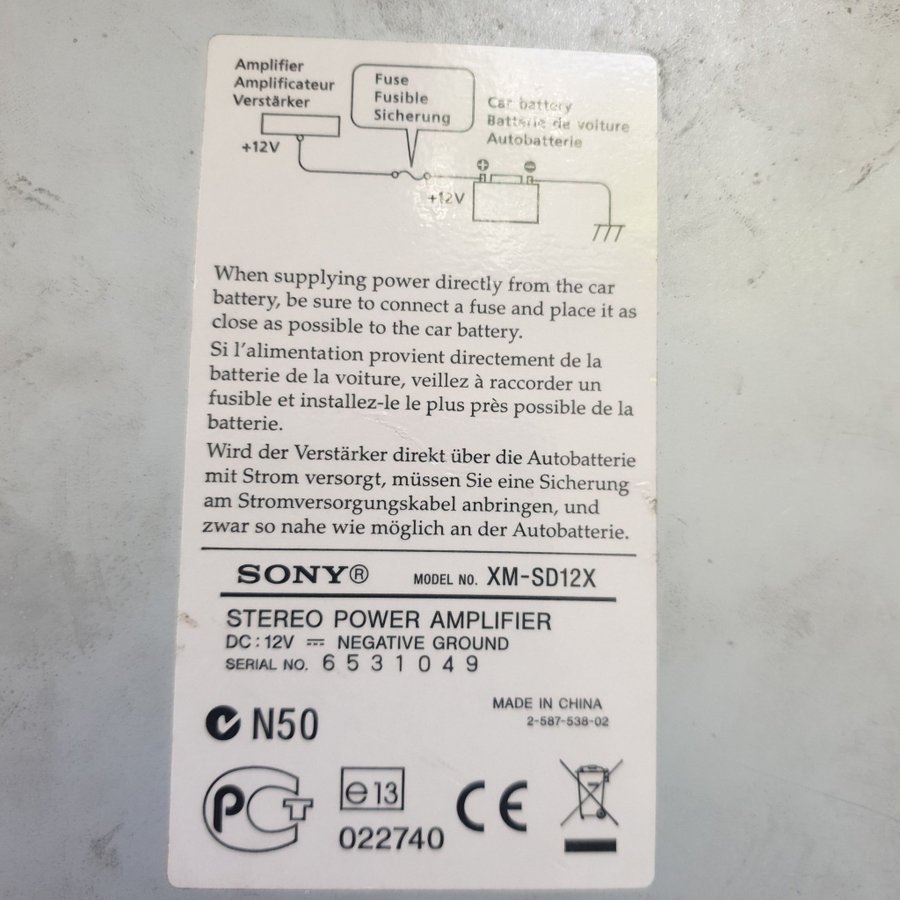 Amplifier
Amplificateur
Verstärker
Fuse
Fusible
Sicherung
Car battery
Batterie de voiture
Autobatterie
+12V
+12V
When supplying power directly from the car
battery, be sure to connect a fuse and place it as
close as possible to the car battery.
Si l'alimentation provient directement de la
batterie de la voiture, veillez à raccorder un
fusible et installez-le le plus près possible de la
batterie.
Wird der Verstärker direkt über die Autobatterie
mit Strom versorgt, müssen Sie eine Sicherung
am Stromversorgungskabel anbringen, und
zwar so nahe wie möglich an der Autobatterie.
SONY® MODEL NO. XM-SD12X
STEREO POWER AMPLIFIER
DC : 12V ⎓ NEGATIVE GROUND
SERIAL NO. 6531049
MADE IN CHINA
2-587-538-02
N50
РСТ
e13
022740
CE